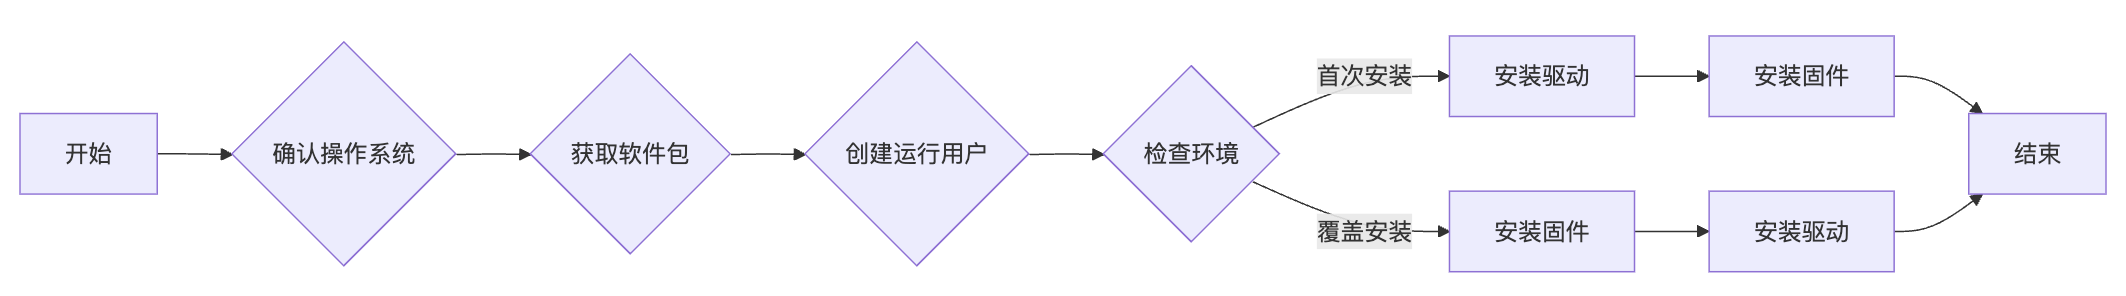 开始
确认操作系统
获取软件包
创建运行用户
检查环境
首次安装
安装驱动
安装固件
覆盖安装
安装固件
安装驱动
结束